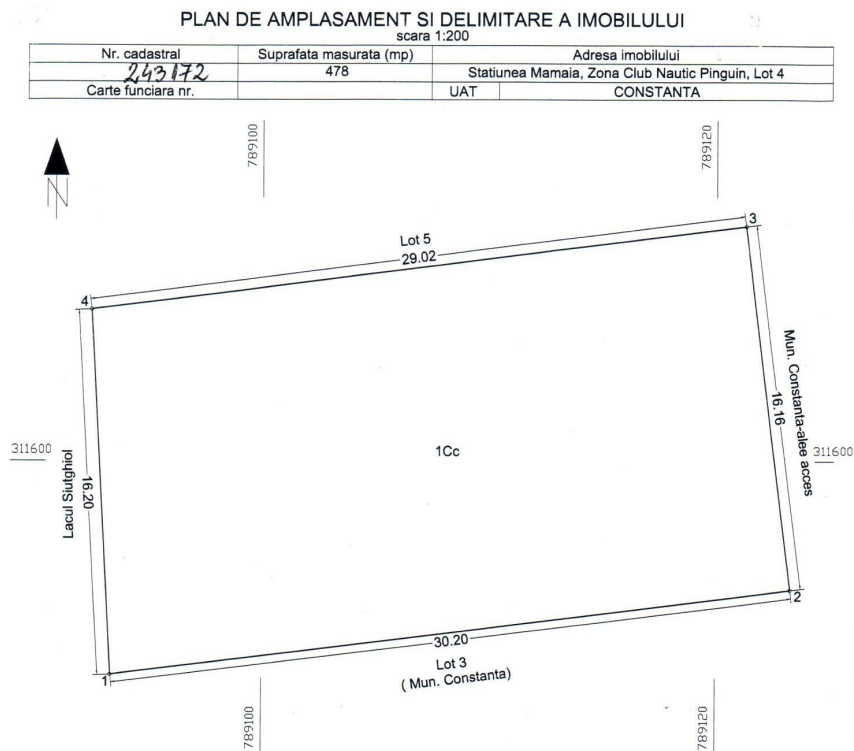 PLAN DE AMPLASAMENT SI DELIMITARE A IMOBILULUI
scara 1:200
Nr. cadastral Suprafata masurata (mp) Adresa imobilului
243172 478 Statiunea Mamaia, Zona Club Nautic Pinguin, Lot 4
Carte funciara nr. UAT CONSTANTA
789100 789120
N
3
Lot 5
29.02
4
Mun. Constanta-alee acces
16.16
311600 1Cc 311600
Lacul Siutghiol
16.20
2
30.20
Lot 3
1 ( Mun. Constanta)
789100 789120